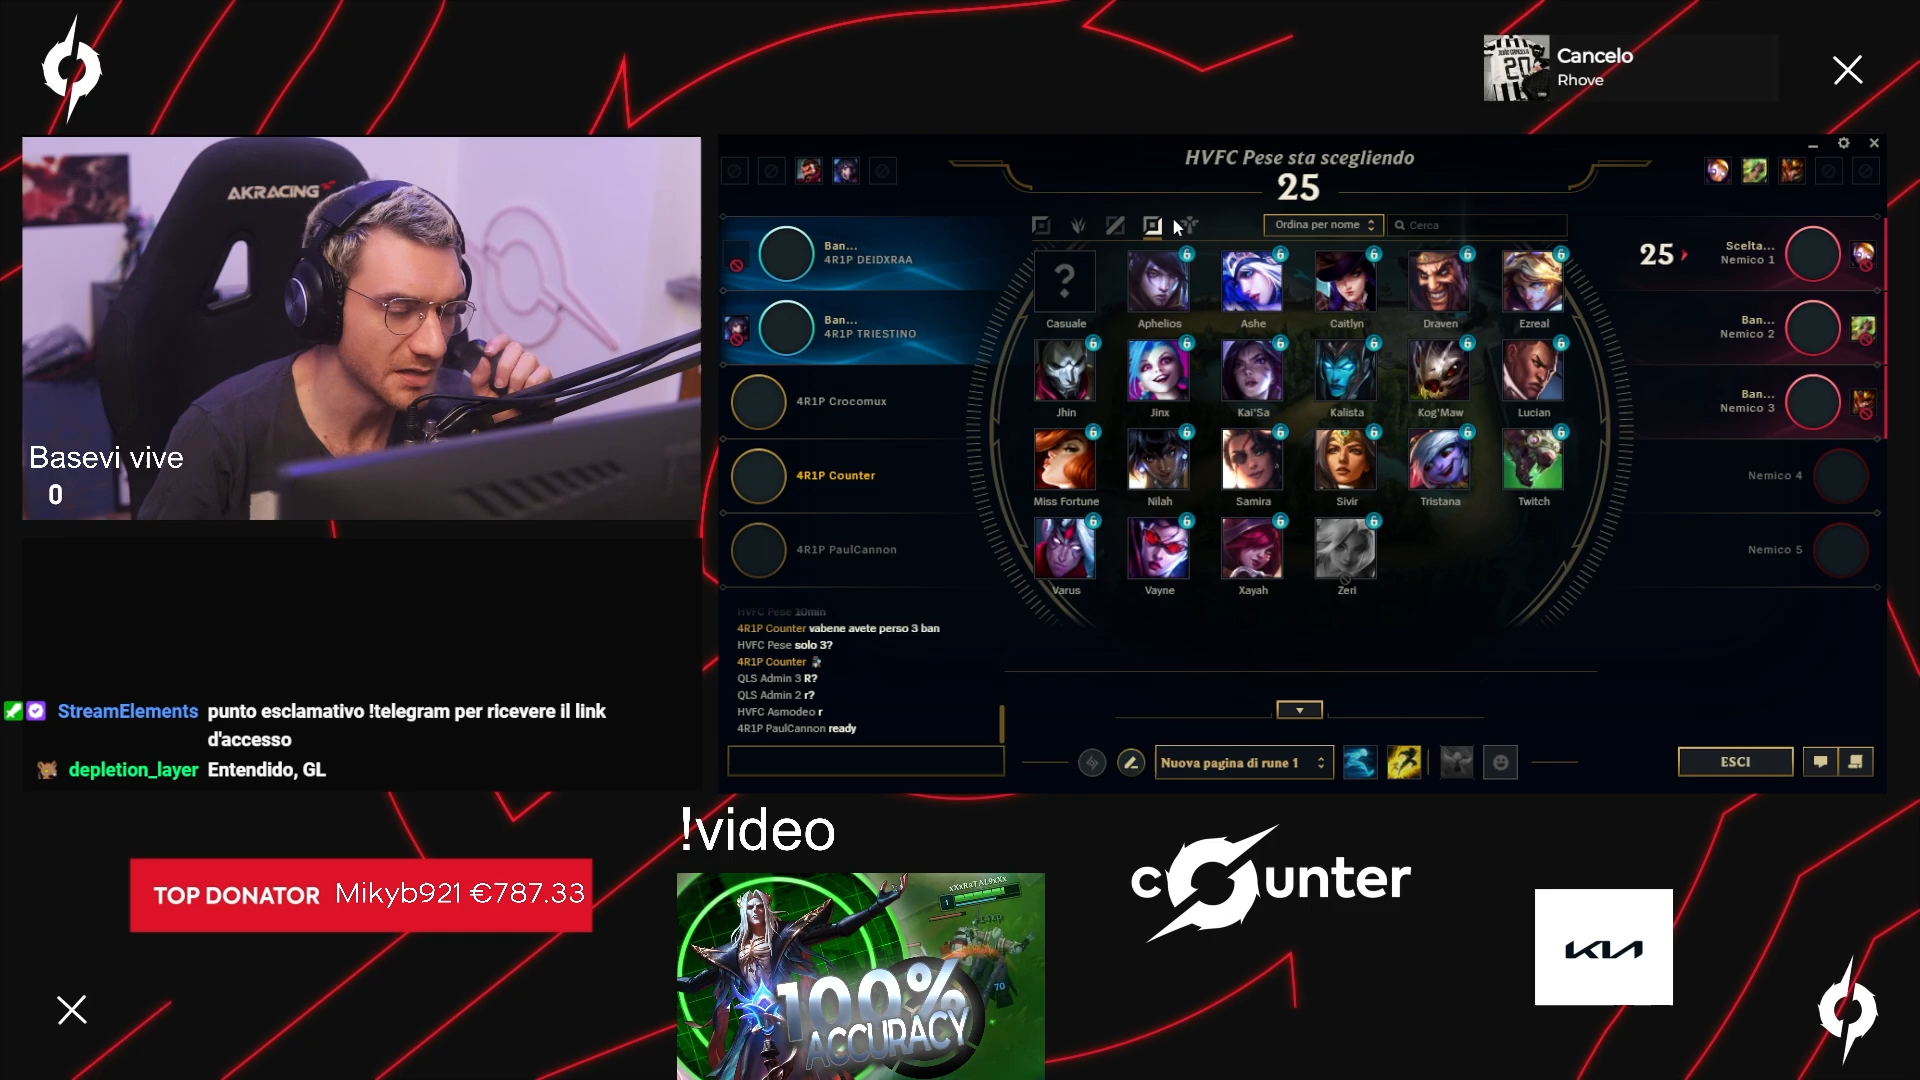 Cancelo
Rhove
AKRACING
Basevi vive
0
HVFC Pese sta scegliendo
25
Ordina per nome
Cerca
Ban...
4R1P DEIDXRAA
Ban...
4R1P TRIESTINO
4R1P Crocomux
4R1P Counter
4R1P PaulCannon
25
Scelta...
Nemico 1
Ban...
Nemico 2
Ban...
Nemico 3
Nemico 4
Nemico 5
?
Casuale
Aphelios
Ashe
Caitlyn
Draven
Ezreal
Jhin
Jinx
Kai'Sa
Kalista
Kog'Maw
Lucian
Miss Fortune
Nilah
Samira
Sivir
Tristana
Twitch
Varus
Vayne
Xayah
Zeri
HVFC Pese 10min
4R1P Counter vabene avete perso 3 ban
HVFC Pese solo 3?
4R1P Counter
QLS Admin 3 R?
QLS Admin 2 r?
HVFC Asmodeo r
4R1P PaulCannon ready
Nuova pagina di rune 1
ESCI
StreamElements punto esclamativo !telegram per ricevere il link
d'accesso
depletion_layer Entendido, GL
!video
TOP DONATOR Mikyb921 €787.33
xXxRaTAL9xXx
1
70
100%
ACCURACY
counter
KIA